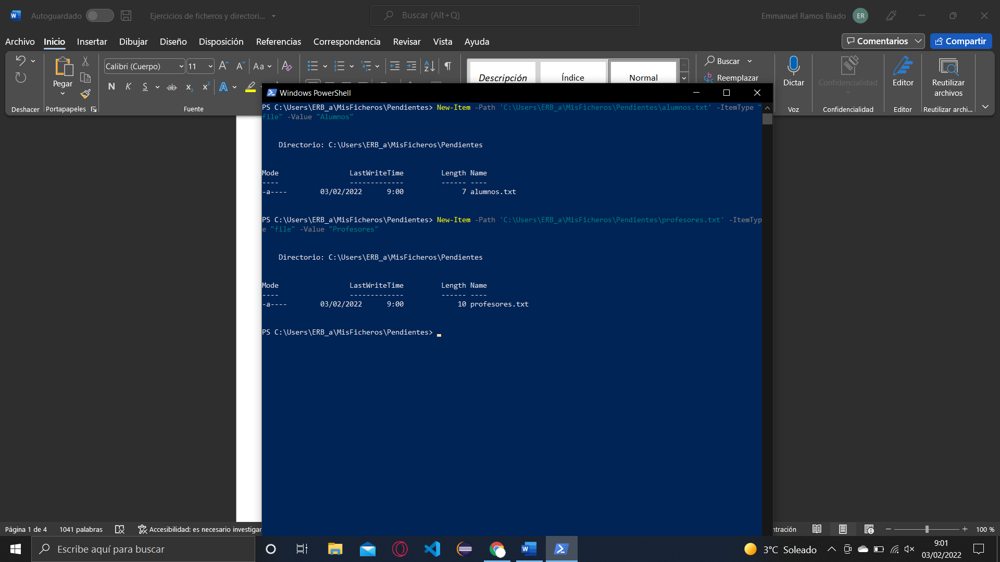 Autoguardado
Ejercicios de ficheros y directori...
Buscar (Alt+Q)
Emmanuel Ramos Biado
ER
Archivo Inicio Insertar Dibujar Diseño Disposición Referencias Correspondencia Revisar Vista Ayuda
Comentarios
Compartir
Calibri (Cuerpo)
11
Aa
Pegar
N K S ab x₂ x² A
Deshacer
Portapapeles
Fuente
Descripción
Índice
Normal
Buscar
Reemplazar
Dictar
Confidencialidad
Editor
Reutilizar
archivos
Voz
Confidencialidad
Editor
Reutilizar archi...
Windows PowerShell
PS C:\Users\ERB_a\MisFicheros\Pendientes> New-Item -Path 'C:\Users\ERB_a\MisFicheros\Pendientes\alumnos.txt' -ItemType "
file" -Value "Alumnos"
Directorio: C:\Users\ERB_a\MisFicheros\Pendientes
Mode LastWriteTime Length Name
---- ------------- ------ ----
-a---- 03/02/2022 9:00 7 alumnos.txt
PS C:\Users\ERB_a\MisFicheros\Pendientes> New-Item -Path 'C:\Users\ERB_a\MisFicheros\Pendientes\profesores.txt' -ItemTyp
e "file" -Value "Profesores"
Directorio: C:\Users\ERB_a\MisFicheros\Pendientes
Mode LastWriteTime Length Name
---- ------------- ------ ----
-a---- 03/02/2022 9:00 10 profesores.txt
PS C:\Users\ERB_a\MisFicheros\Pendientes>
Página 1 de 4
1041 palabras
Accesibilidad: es necesario investigar
ntración
100 %
Escribe aquí para buscar
3°C Soleado
9:01
03/02/2022